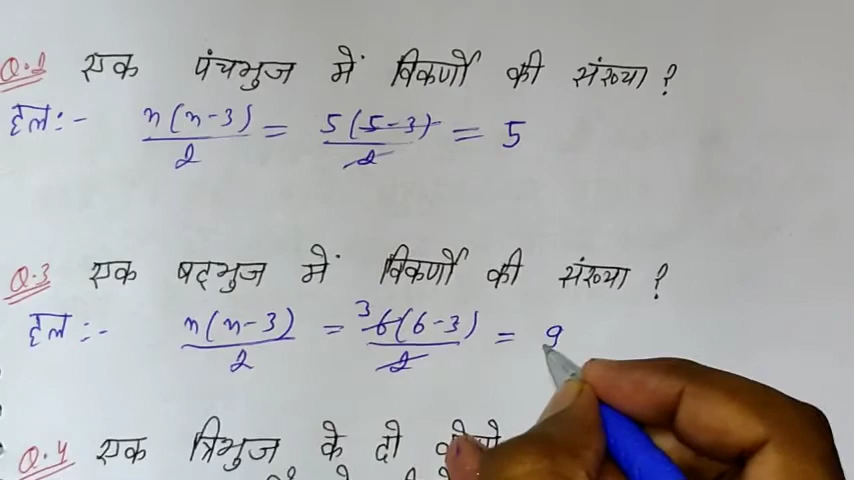 Q.2 एक पंचभुज में विकर्णों की संख्या ?
हल :- n(n-3)/2 = 5(5-3)/2 = 5
Q.3 एक षट्भुज में विकर्णों की संख्या ?
हल :- n(n-3)/2 = 3 6(6-3)/2 = 9
Q.4 एक त्रिभुज के दो